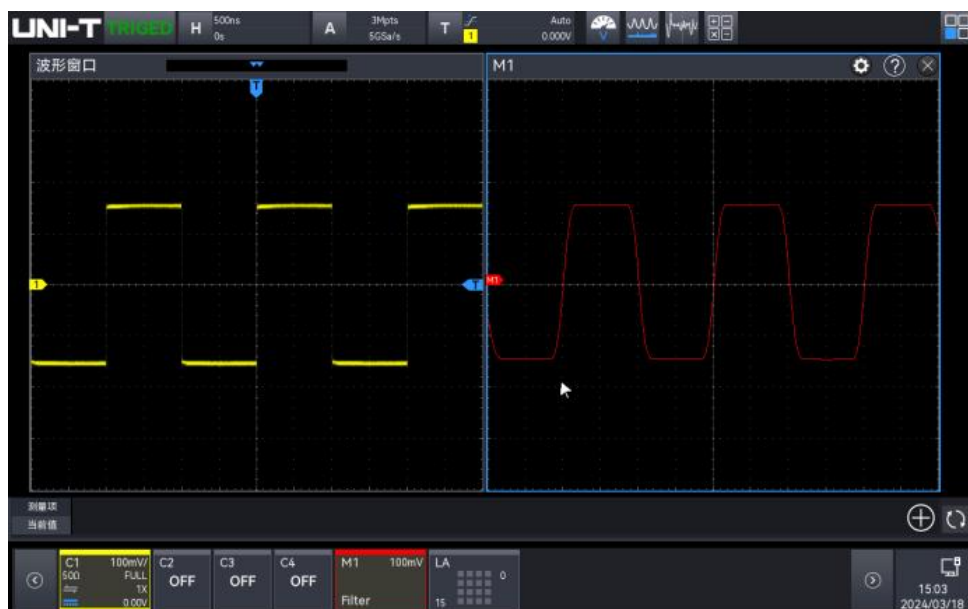 UNI-T TRIGED H 500ns A 3Mpts T Auto
0s 5GSa/s 1 0.000V
波形窗口 M1
T
1 T M1
测量项
当前值
C1 100mV/ C2 C3 C4 M1 100mV LA
50Ω FULL OFF OFF OFF 0
1X
0.00V Filter 15
15:03
2024/03/18